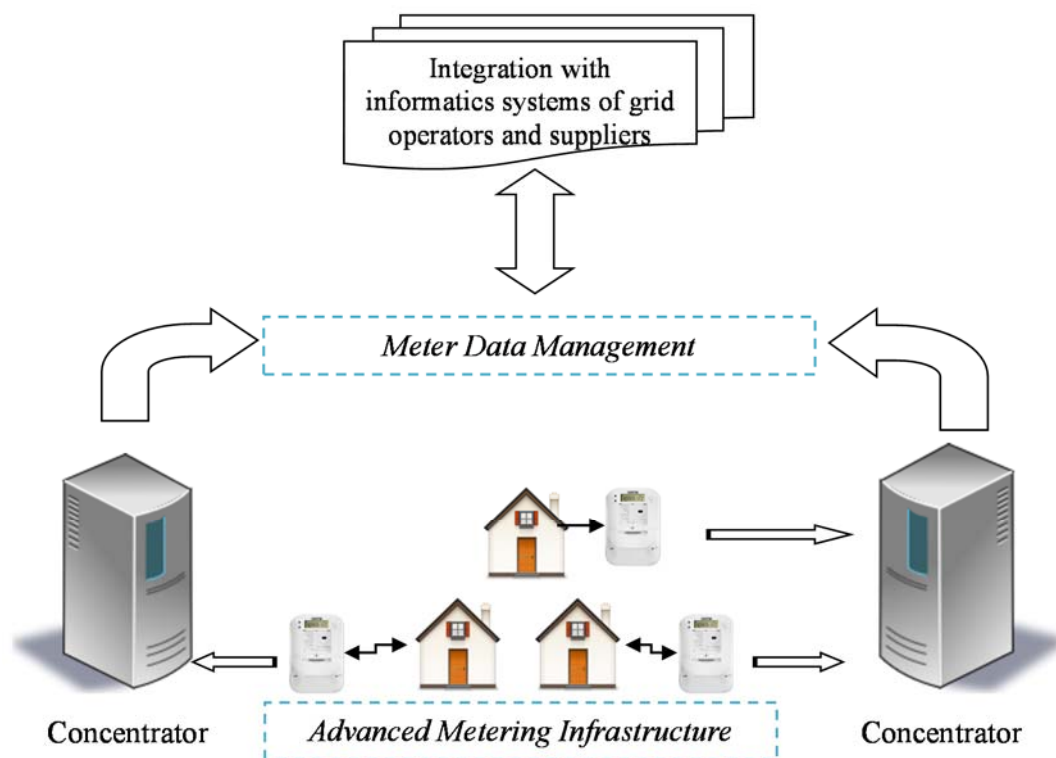 Integration with
informatics systems of grid
operators and suppliers
Meter Data Management
Concentrator
Advanced Metering Infrastructure
Concentrator